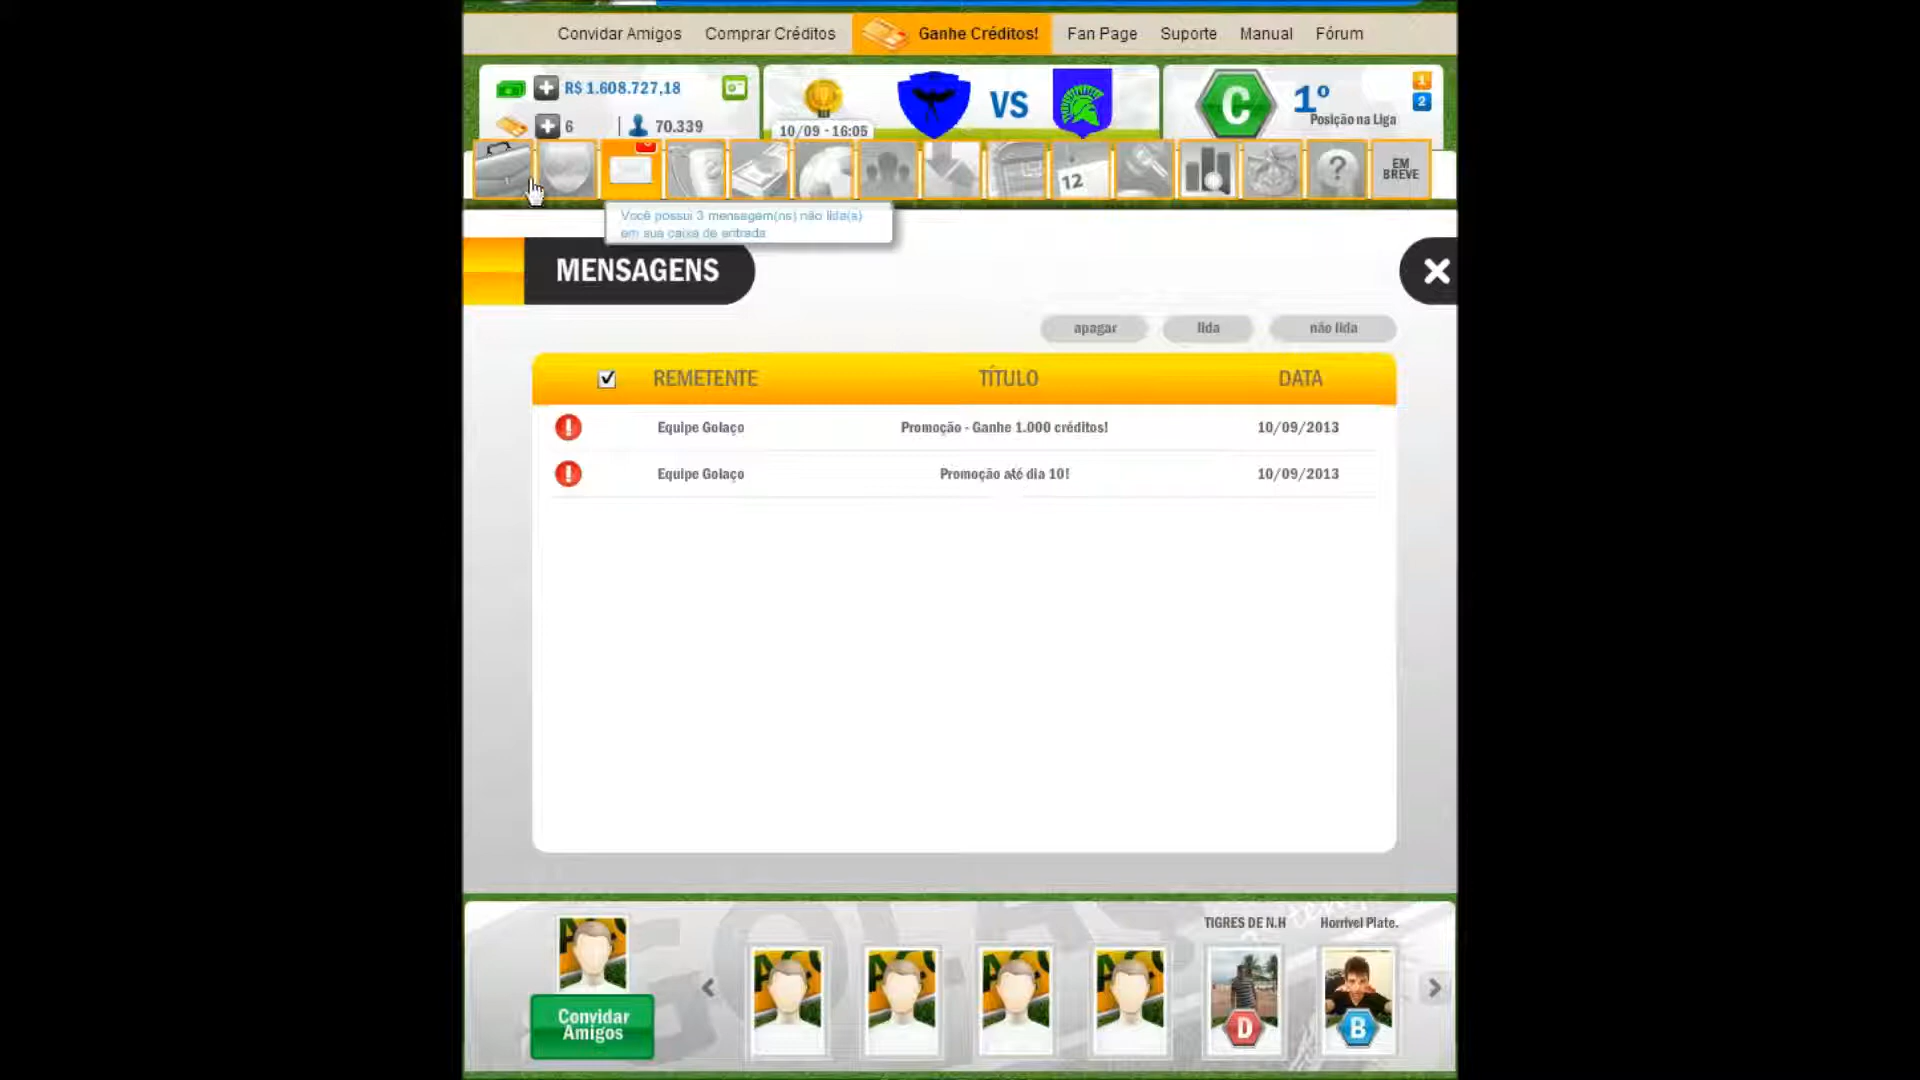 Convidar Amigos Comprar Créditos Ganhe Créditos! Fan Page Suporte Manual Fórum
R$ 1.608.727,18
6 70.339
10/09 - 16:05
VS
C
1º
Posição na Liga
1
2
12
?
EM BREVE
Você possui 3 mensagem(ns) não lida(s)
em sua caixa de entrada
MENSAGENS
apagar lida não lida
REMETENTE TÍTULO DATA
Equipe Golaço Promoção - Ganhe 1.000 créditos! 10/09/2013
Equipe Golaço Promoção até dia 10! 10/09/2013
TIGRES DE N.H Horrivel Plate.
D
B
Convidar
Amigos